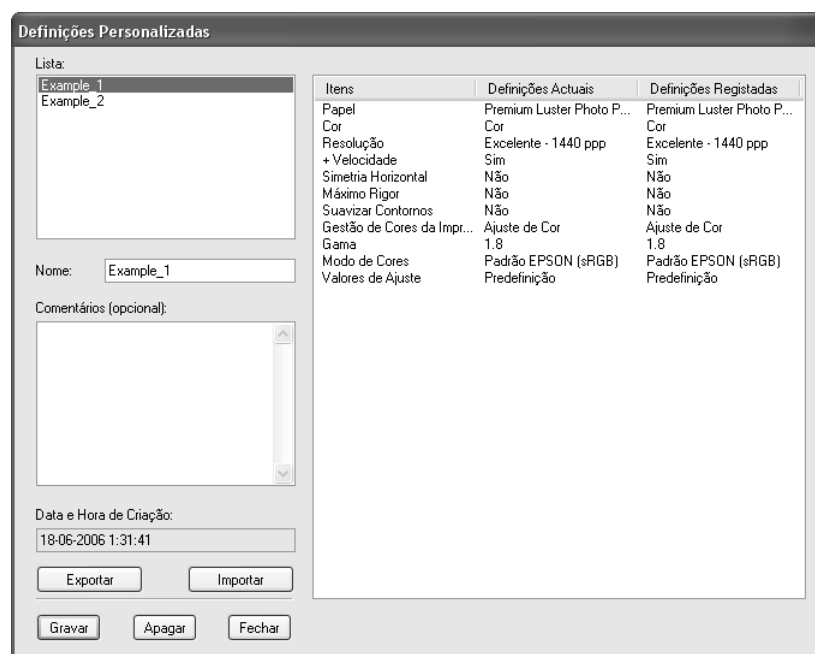 Definições Personalizadas
Lista:
Example_1
Example_2
Nome: Example_1
Comentários (opcional):
Data e Hora de Criação:
18-06-2006 1:31:41
Exportar Importar
Gravar Apagar Fechar
Itens Definições Actuais Definições Registadas
Papel Premium Luster Photo P... Premium Luster Photo P...
Cor Cor Cor
Resolução Excelente - 1440 ppp Excelente - 1440 ppp
+ Velocidade Sim Sim
Simetria Horizontal Não Não
Máximo Rigor Não Não
Suavizar Contornos Não Não
Gestão de Cores da Impr... Ajuste de Cor Ajuste de Cor
Gama 1.8 1.8
Modo de Cores Padrão EPSON (sRGB) Padrão EPSON (sRGB)
Valores de Ajuste Predefinição Predefinição